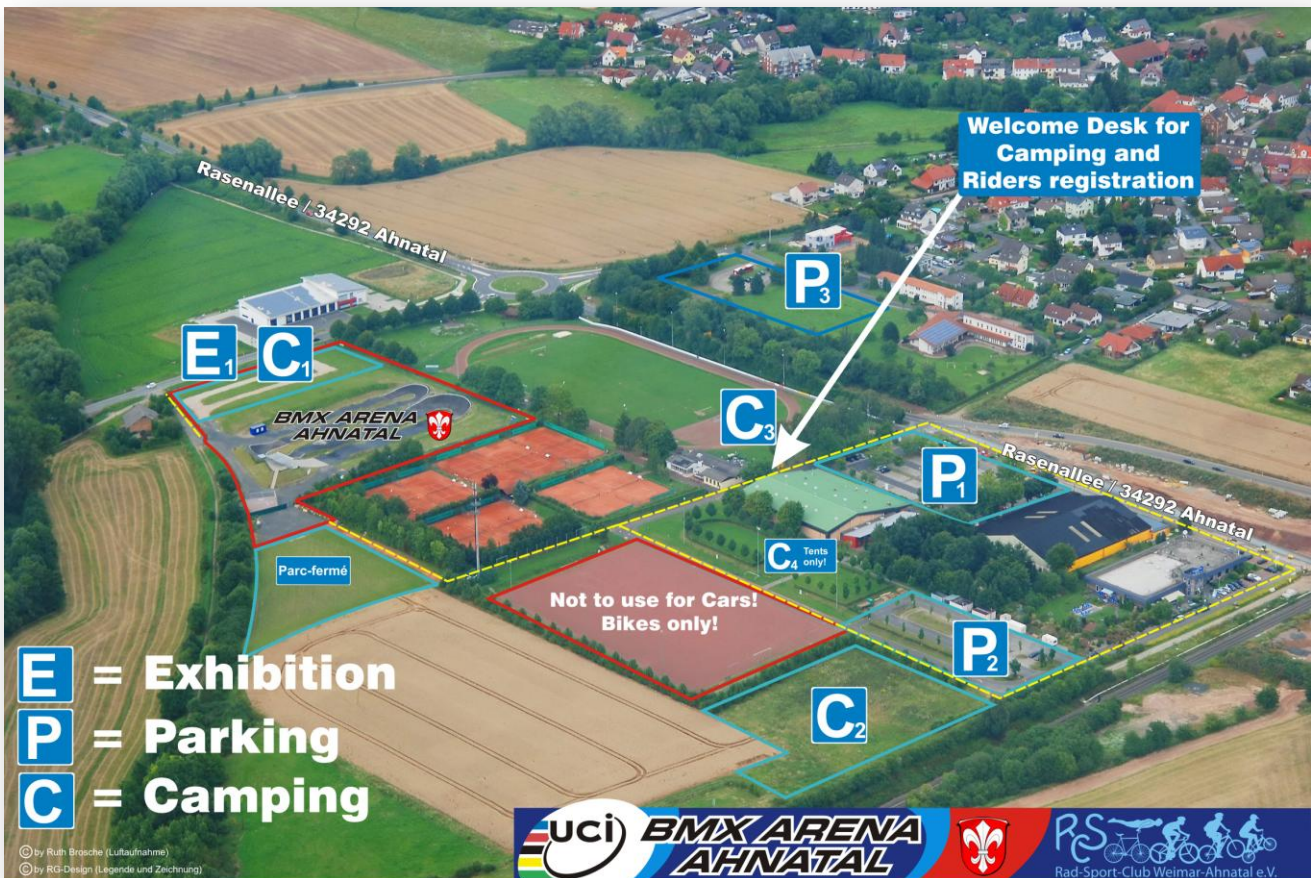 Welcome Desk for
Camping and
Riders registration
Rasenallee / 34292 Ahnatal
P3
E1
C1
BMX ARENA
AHNATAL
C3
P1
Rasenallee / 34292 Ahnatal
C4 Tents
only!
Parc-fermé
Not to use for Cars!
Bikes only!
P2
C2
E = Exhibition
P = Parking
C = Camping
© by Ruth Brosche (Luftaufnahme)
© by RG-Design (Legende und Zeichnung)
uci
BMX ARENA
AHNATAL
RSC
Rad-Sport-Club Weimar-Ahnatal e.V.